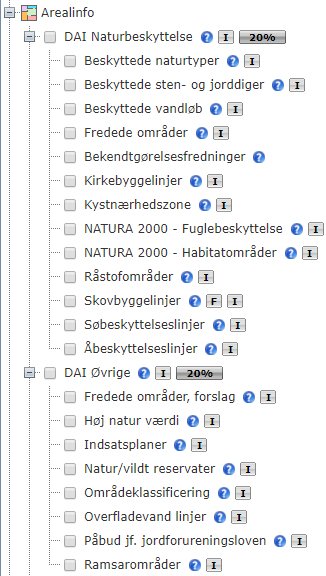 Arealinfo
DAI Naturbeskyttelse ? I 20%
Beskyttede naturtyper ? I
Beskyttede sten- og jorddiger ? I
Beskyttede vandløb ? I
Fredede områder ? I
Bekendtgørelsesfredninger ?
Kirkebyggelinjer ? I
Kystnærhedszone ? I
NATURA 2000 - Fuglebeskyttelse ? I
NATURA 2000 - Habitatområder ? I
Råstofområder ? I
Skovbyggelinjer ? F I
Søbeskyttelseslinjer ? I
Åbeskyttelseslinjer ? I
DAI Øvrige ? I 20%
Fredede områder, forslag ? I
Høj natur værdi ? I
Indsatsplaner ? I
Natur/vildt reservater ? I
Områdeklassificering ? I
Overfladevand linjer ? I
Påbud jf. jordforureningsloven ? I
Ramsarområder ? I